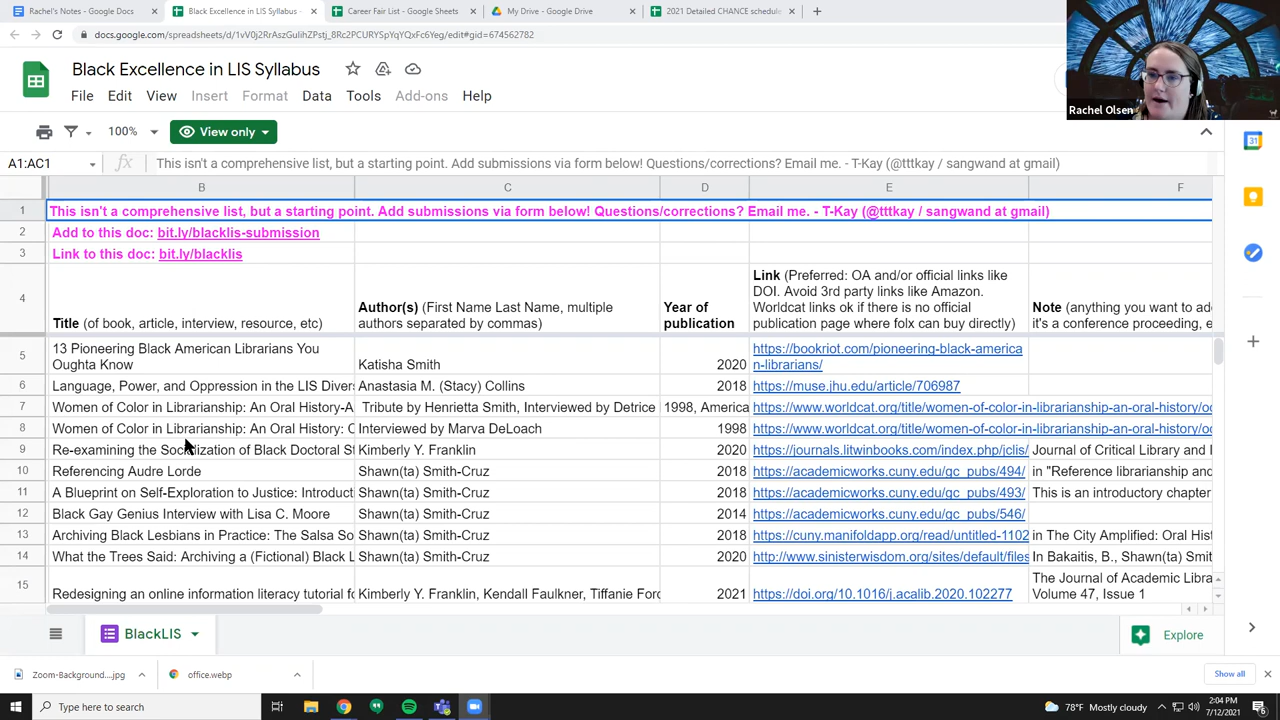 Rachel's Notes - Google Docs
Black Excellence in LIS Syllabus -
Career Fair List - Google Sheets
My Drive - Google Drive
2021 Detailed CHANCE schedule
docs.google.com/spreadsheets/d/1vV0j2RrAszGulihZPstj_8Rc2PCURYSpYqYQxFc6Yeg/edit#gid=674562782
Black Excellence in LIS Syllabus
File Edit View Insert Format Data Tools Add-ons Help
Rachel Olsen
100% View only
A1:AC1 fx This isn't a comprehensive list, but a starting point. Add submissions via form below! Questions/corrections? Email me. - T-Kay (@tttkay / sangwand at gmail)
B C D E F
1 This isn't a comprehensive list, but a starting point. Add submissions via form below! Questions/corrections? Email me. - T-Kay (@tttkay / sangwand at gmail)
2 Add to this doc: bit.ly/blacklis-submission
3 Link to this doc: bit.ly/blacklis
4
Title (of book, article, interview, resource, etc)
Author(s) (First Name Last Name, multiple
authors separated by commas)
Year of
publication
Link (Preferred: OA and/or official links like
DOI. Avoid 3rd party links like Amazon.
Worldcat links ok if there is no official
publication page where folx can buy directly)
Note (anything you want to ad
it's a conference proceeding, e
5
13 Pioneering Black American Librarians You
Oughta Know
Katisha Smith
2020
https://bookriot.com/pioneering-black-america
n-librarians/
6 Language, Power, and Oppression in the LIS Divers Anastasia M. (Stacy) Collins 2018 https://muse.jhu.edu/article/706987
7 Women of Color in Librarianship: An Oral History-A Tribute by Henrietta Smith, Interviewed by Detrice 1998, America https://www.worldcat.org/title/women-of-color-in-librarianship-an-oral-history/oc
8 Women of Color in Librarianship: An Oral History: C Interviewed by Marva DeLoach 1998 https://www.worldcat.org/title/women-of-color-in-librarianship-an-oral-history/oc
9 Re-examining the Socialization of Black Doctoral St Kimberly Y. Franklin 2020 https://journals.litwinbooks.com/index.php/jclis/ Journal of Critical Library and I
10 Referencing Audre Lorde Shawn(ta) Smith-Cruz 2018 https://academicworks.cuny.edu/gc_pubs/494/ in "Reference librarianship and
11 A Blueprint on Self-Exploration to Justice: Introduct Shawn(ta) Smith-Cruz 2018 https://academicworks.cuny.edu/gc_pubs/493/ This is an introductory chapter
12 Black Gay Genius Interview with Lisa C. Moore Shawn(ta) Smith-Cruz 2014 https://academicworks.cuny.edu/gc_pubs/546/
13 Archiving Black Lesbians in Practice: The Salsa So Shawn(ta) Smith-Cruz 2018 https://cuny.manifoldapp.org/read/untitled-1102 in The City Amplified: Oral Hist
14 What the Trees Said: Archiving a (Fictional) Black L Shawn(ta) Smith-Cruz 2020 http://www.sinisterwisdom.org/sites/default/files In Bakaitis, B., Shawn(ta) Smit
15
Redesigning an online information literacy tutorial fo Kimberly Y. Franklin, Kendall Faulkner, Tiffanie Ford 2021 https://doi.org/10.1016/j.acalib.2020.102277
The Journal of Academic Libra
Volume 47, Issue 1
BlackLIS
Explore
Zoom-Background....jpg
office.webp
Show all
Type here to search
78°F Mostly cloudy
2:04 PM
7/12/2021
31
6